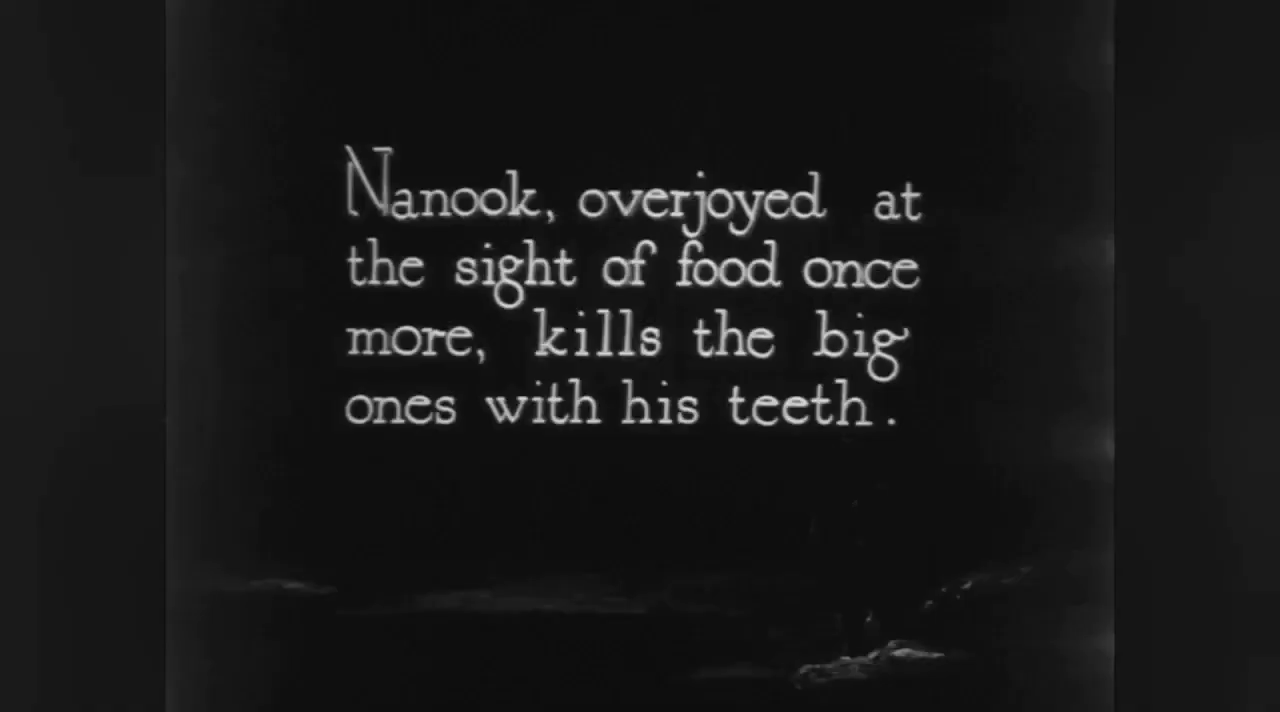 Nanook, overjoyed at
the sight of food once
more, kills the big
ones with his teeth.